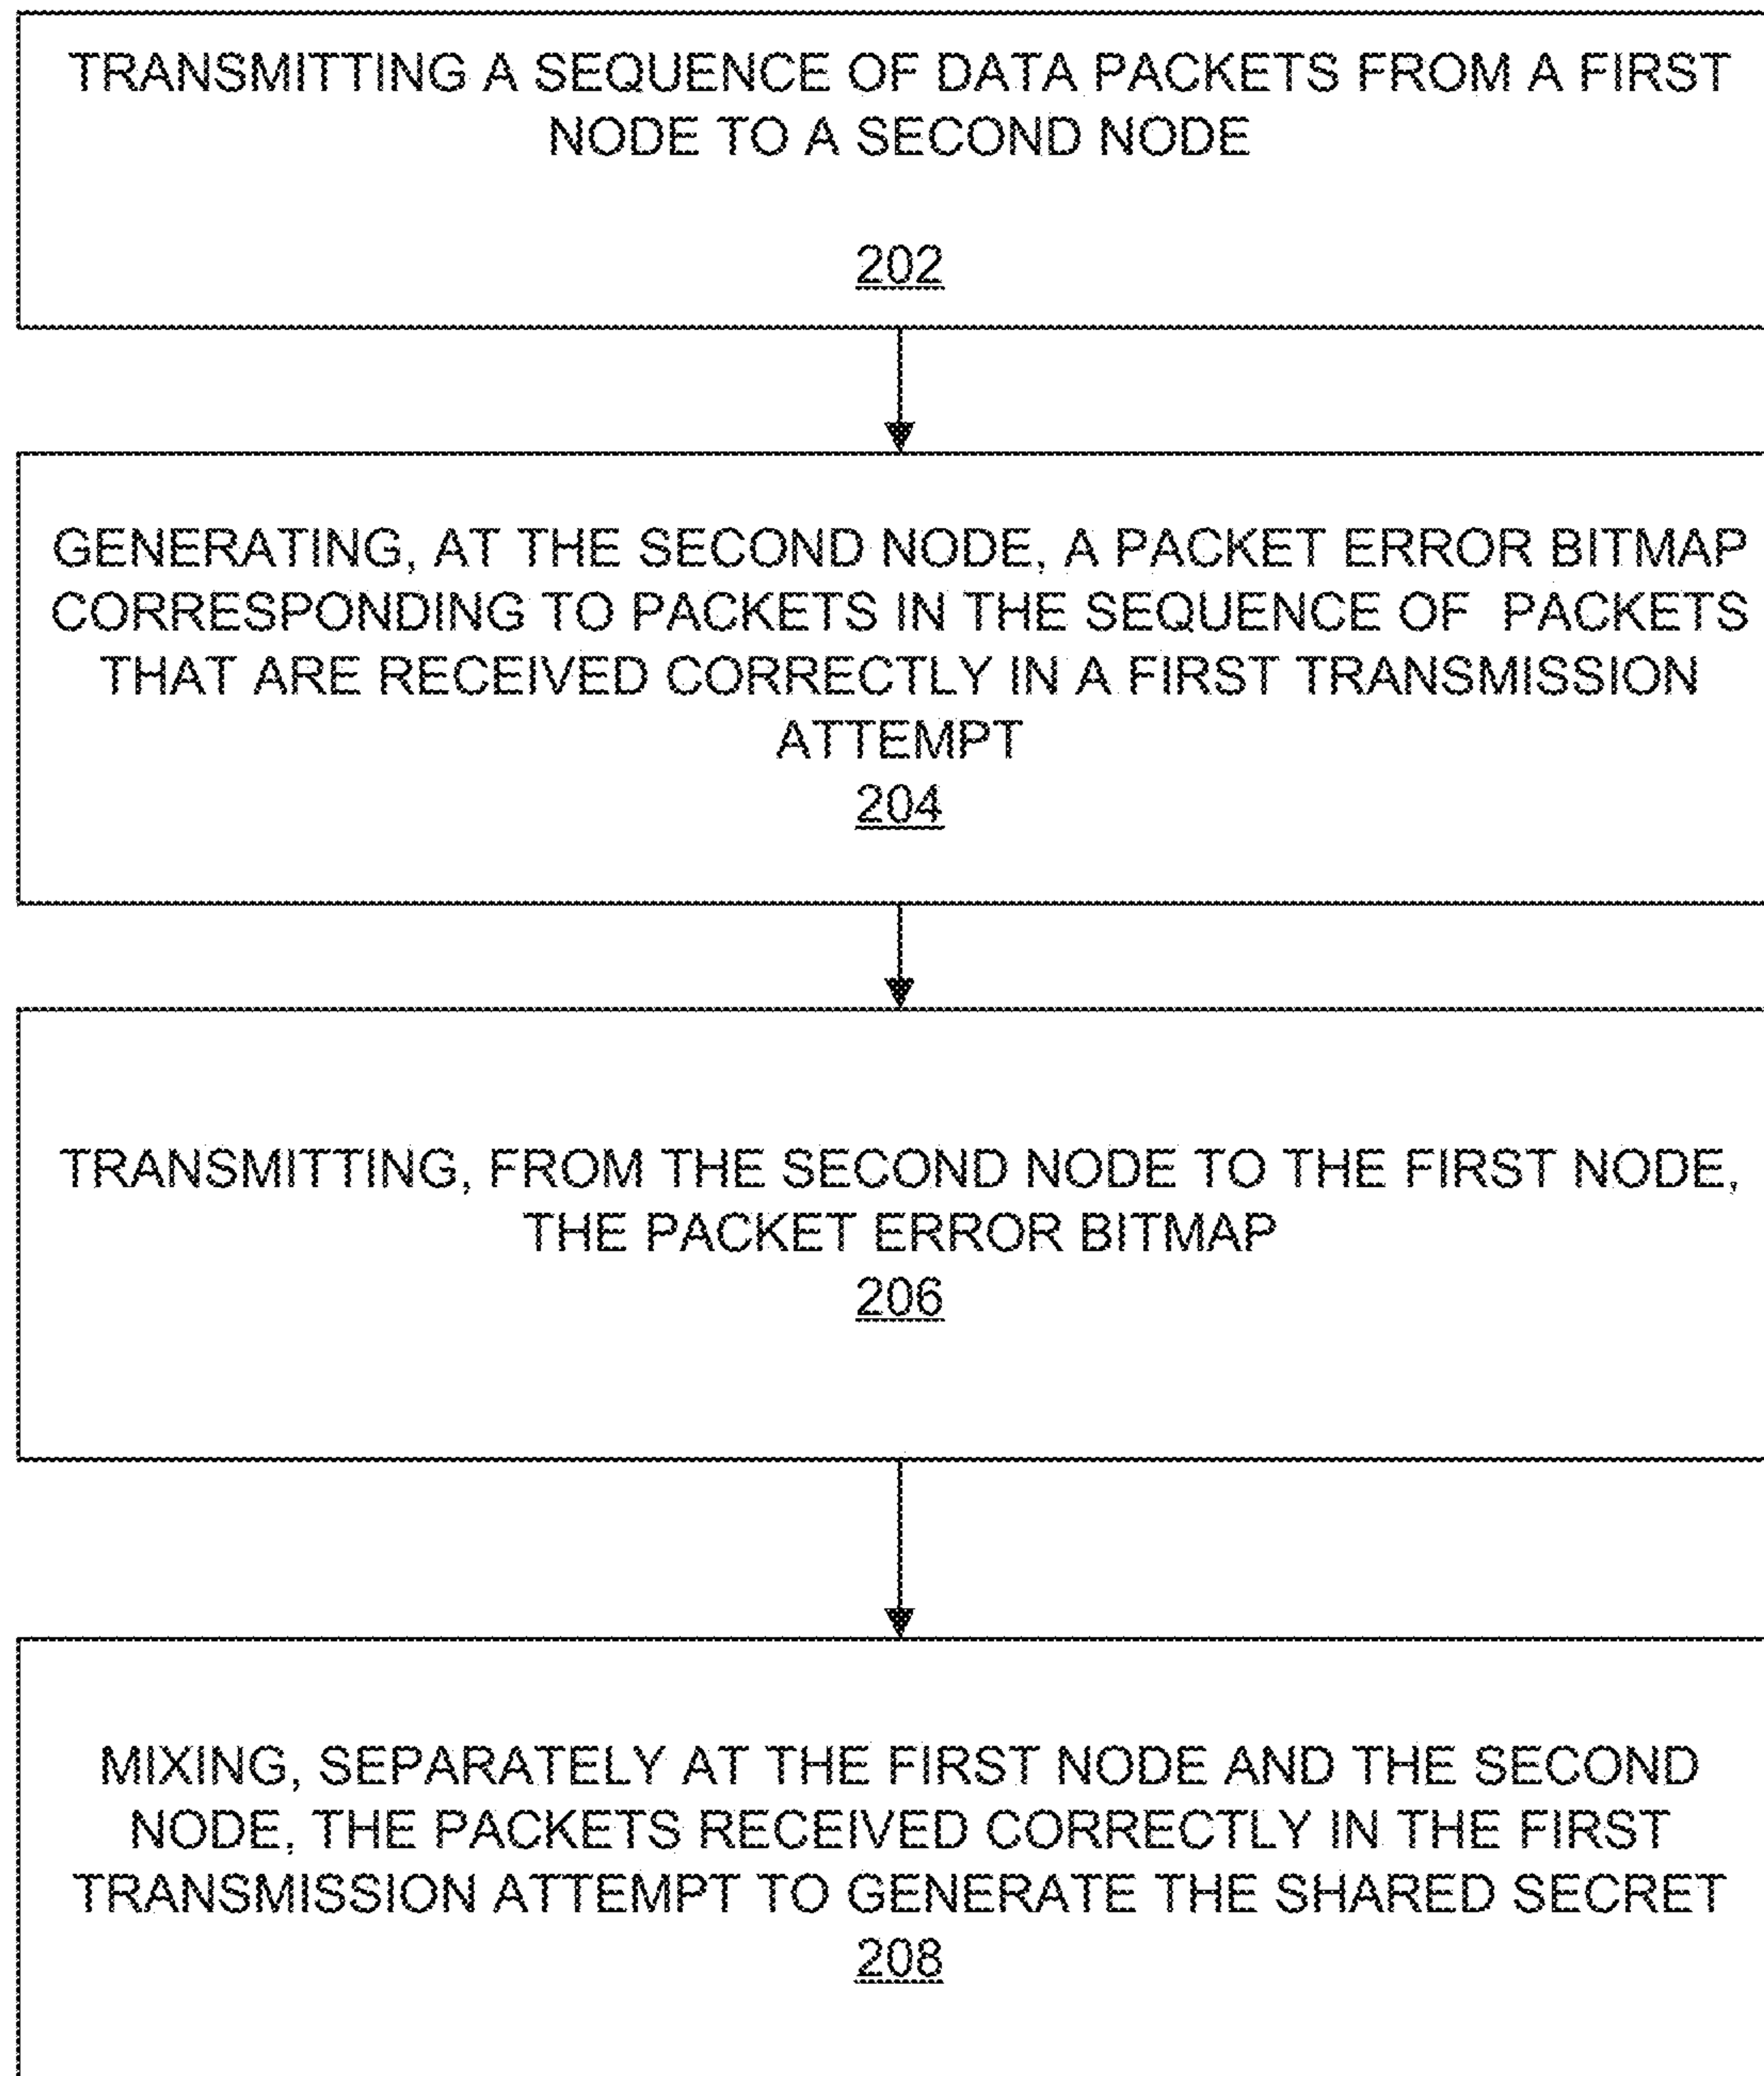 TRANSMITTING A SEQUENCE OF DATA PACKETS FROM A FIRST
NODE TO A SECOND NODE
202
GENERATING, AT THE SECOND NODE, A PACKET ERROR BITMAP
CORRESPONDING TO PACKETS IN THE SEQUENCE OF PACKETS
THAT ARE RECEIVED CORRECTLY IN A FIRST TRANSMISSION
ATTEMPT
204
TRANSMITTING, FROM THE SECOND NODE TO THE FIRST NODE,
THE PACKET ERROR BITMAP
206
MIXING, SEPARATELY AT THE FIRST NODE AND THE SECOND
NODE, THE PACKETS RECEIVED CORRECTLY IN THE FIRST
TRANSMISSION ATTEMPT TO GENERATE THE SHARED SECRET
208